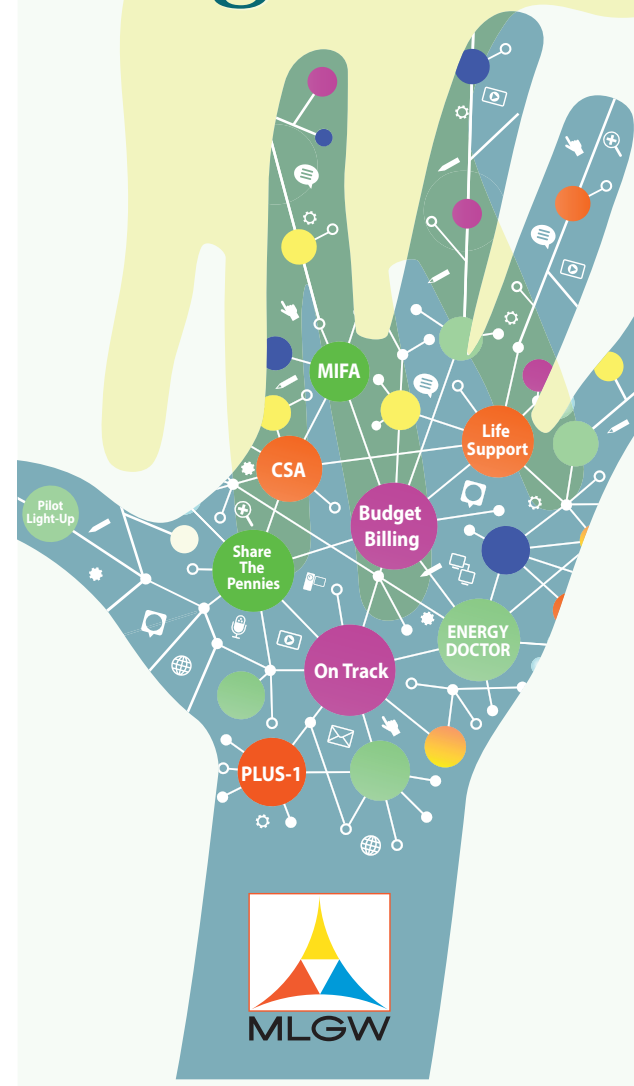 MIFA
Life
Support
CSA
Pilot
Light-Up
Budget
Billing
Share
The
Pennies
ENERGY
DOCTOR
On Track
PLUS-1
MLGW